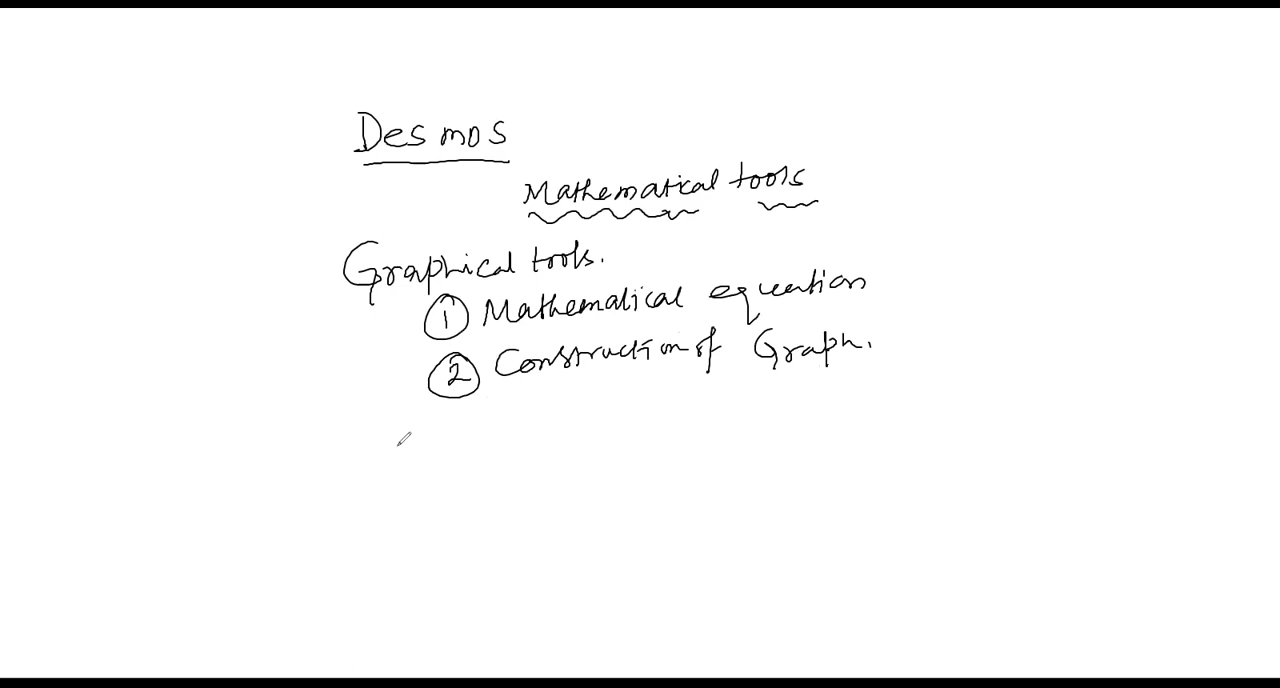 Desmos
Mathematical tools
Graphical tools.
1 Mathematical equation
2 Construction of Graph.